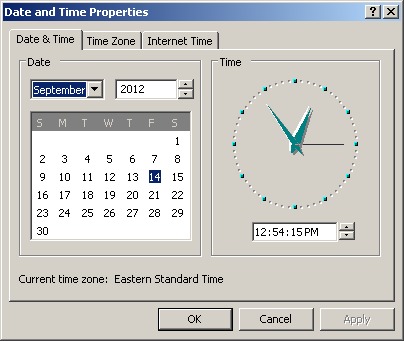 Date and Time Properties
Date & Time Time Zone Internet Time
Date
September 2012
S M T W T F S
1
2 3 4 5 6 7 8
9 10 11 12 13 14 15
16 17 18 19 20 21 22
23 24 25 26 27 28 29
30
Time
12:54:15 PM
Current time zone: Eastern Standard Time
OK Cancel Apply